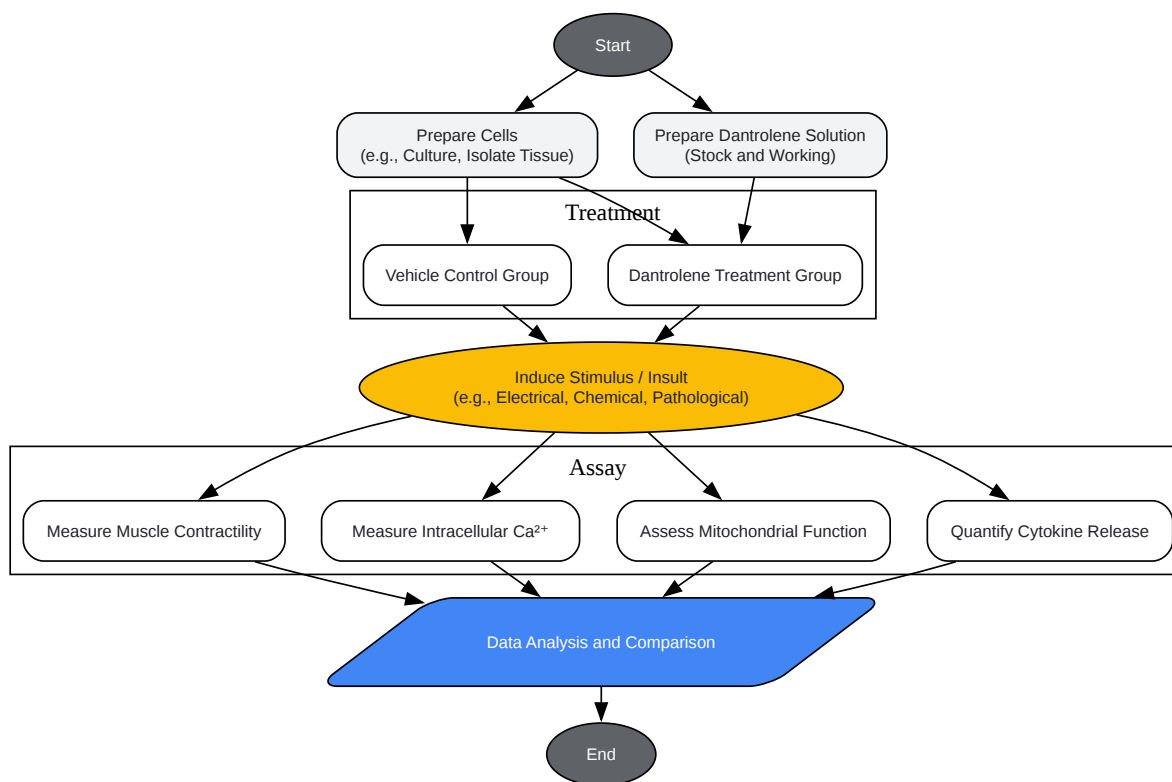 Start
Prepare Cells
(e.g., Culture, Isolate Tissue)
Prepare Dantrolene Solution
(Stock and Working)
Treatment
Vehicle Control Group
Dantrolene Treatment Group
Induce Stimulus / Insult
(e.g., Electrical, Chemical, Pathological)
Assay
Measure Muscle Contractility
Measure Intracellular Ca²⁺
Assess Mitochondrial Function
Quantify Cytokine Release
Data Analysis and Comparison
End